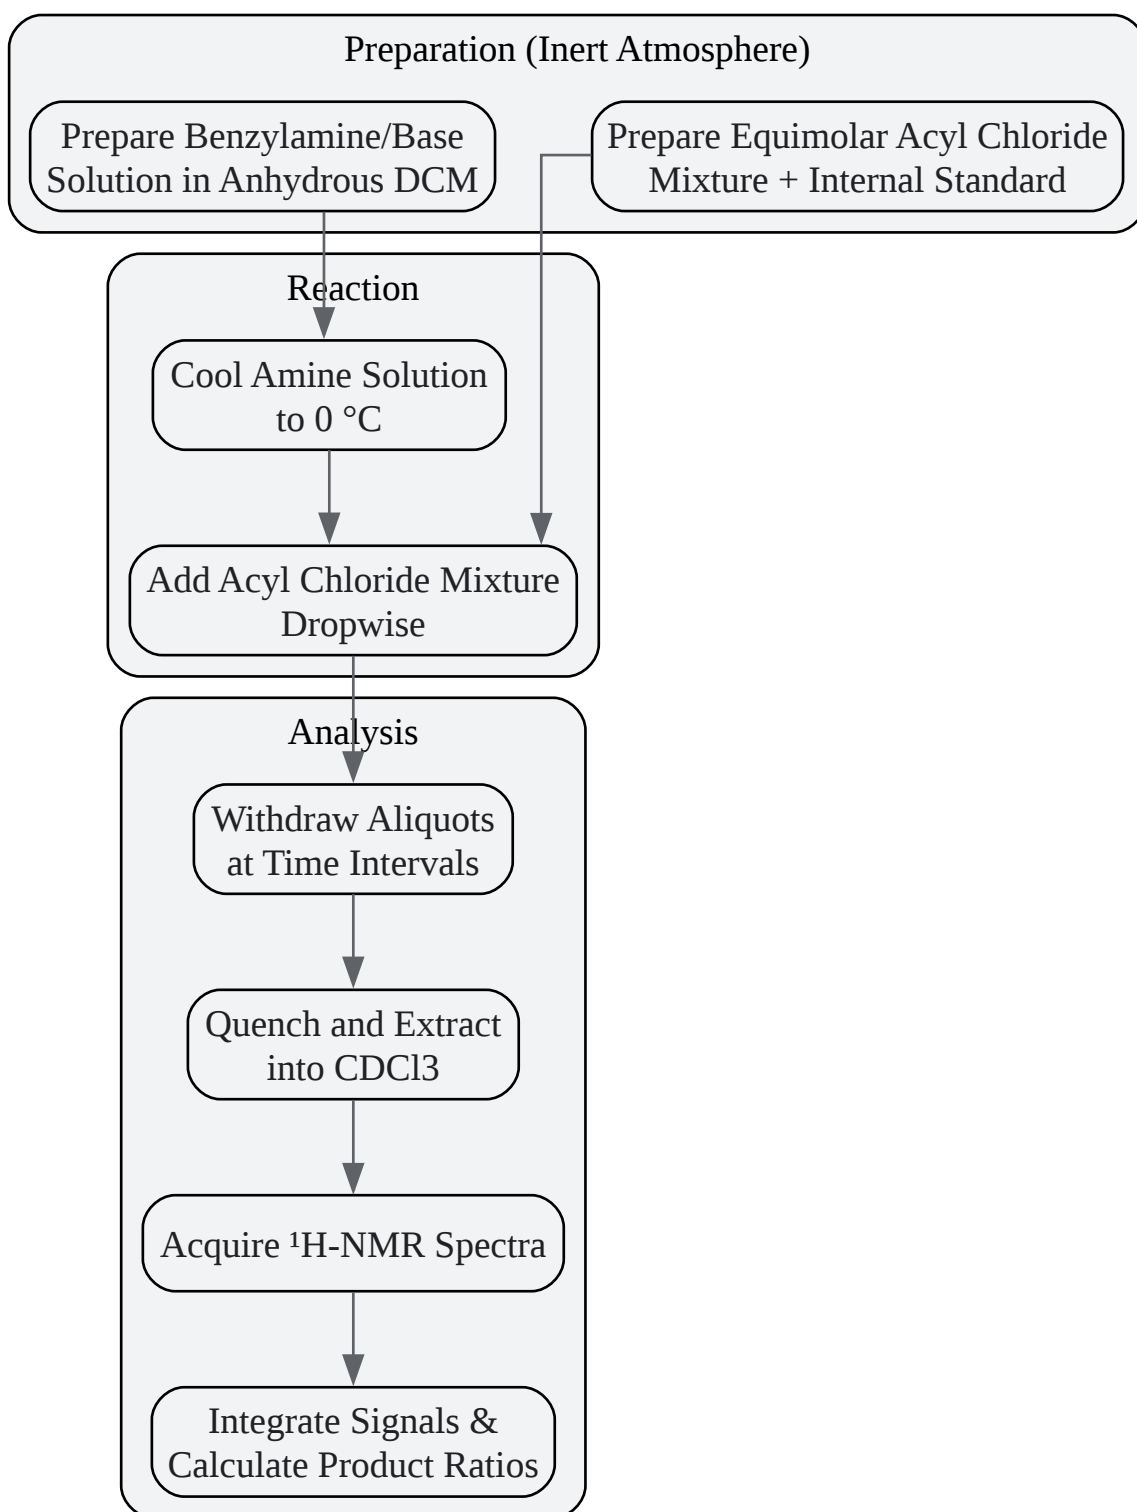 Preparation (Inert Atmosphere)
Prepare Benzylamine/Base
Solution in Anhydrous DCM
Prepare Equimolar Acyl Chloride
Mixture + Internal Standard
Reaction
Cool Amine Solution
to 0 °C
Add Acyl Chloride Mixture
Dropwise
Analysis
Withdraw Aliquots
at Time Intervals
Quench and Extract
into CDCl3
Acquire ¹H-NMR Spectra
Integrate Signals &
Calculate Product Ratios